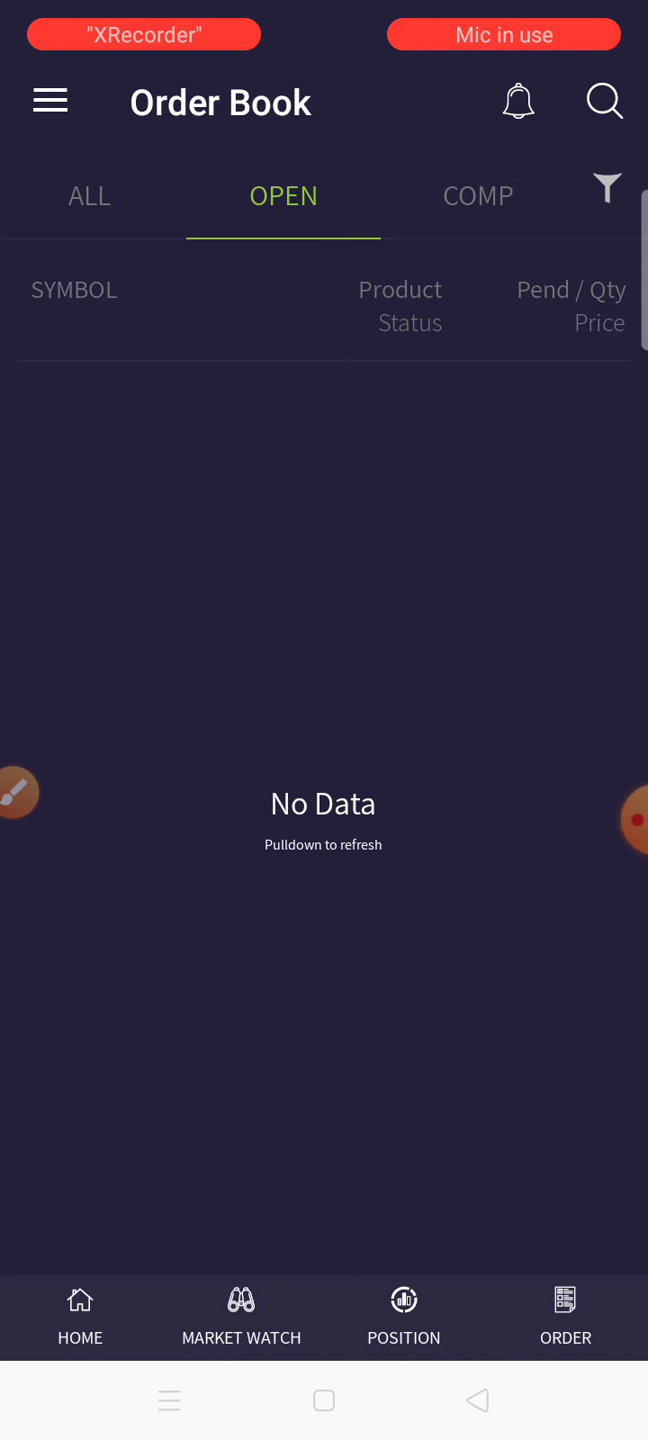 "XRecorder" Mic in use
Order Book
ALL OPEN COMP
SYMBOL Product Pend / Qty
Status Price
No Data
Pulldown to refresh
HOME MARKET WATCH POSITION ORDER